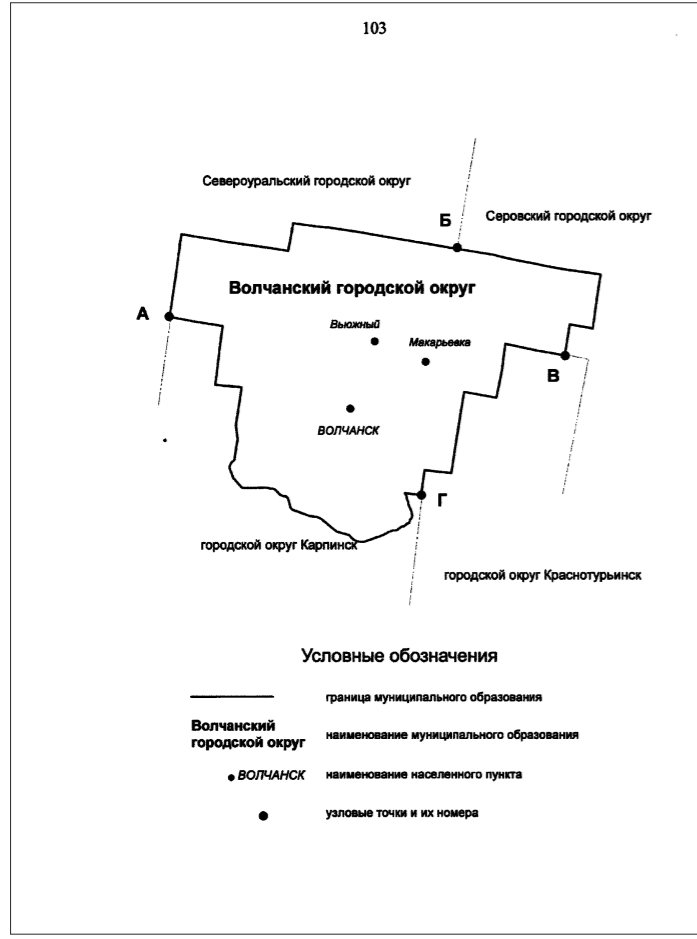 103
Североуральский городской округ
Б
Серовский городской округ
Волчанский городской округ
А
Вьюжный
Макарьевка
В
ВОЛЧАНСК
Г
городской округ Карпинск
городской округ Краснотурьинск
Условные обозначения
граница муниципального образования
Волчанский
городской округ
наименование муниципального образования
ВОЛЧАНСК
наименование населенного пункта
узловые точки и их номера